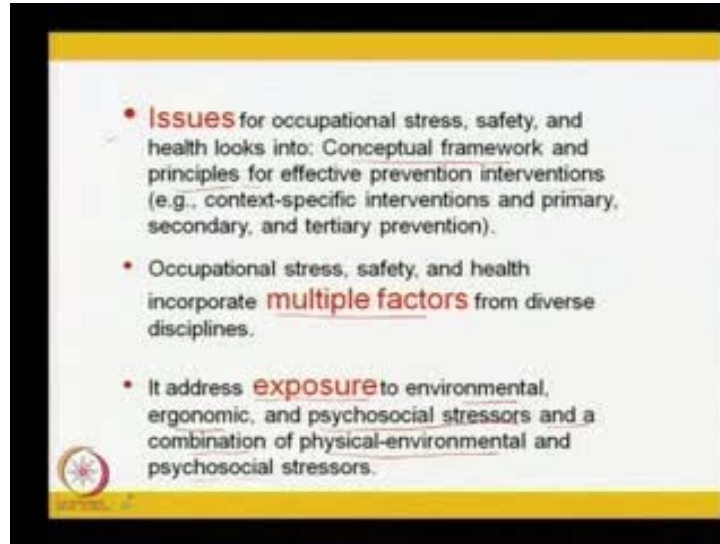 • Issues for occupational stress, safety, and
health looks into: Conceptual framework and
principles for effective prevention interventions
(e.g., context-specific interventions and primary,
secondary, and tertiary prevention).
• Occupational stress, safety, and health
incorporate multiple factors from diverse
disciplines.
• It address exposure to environmental,
ergonomic, and psychosocial stressors and a
combination of physical-environmental and
psychosocial stressors.